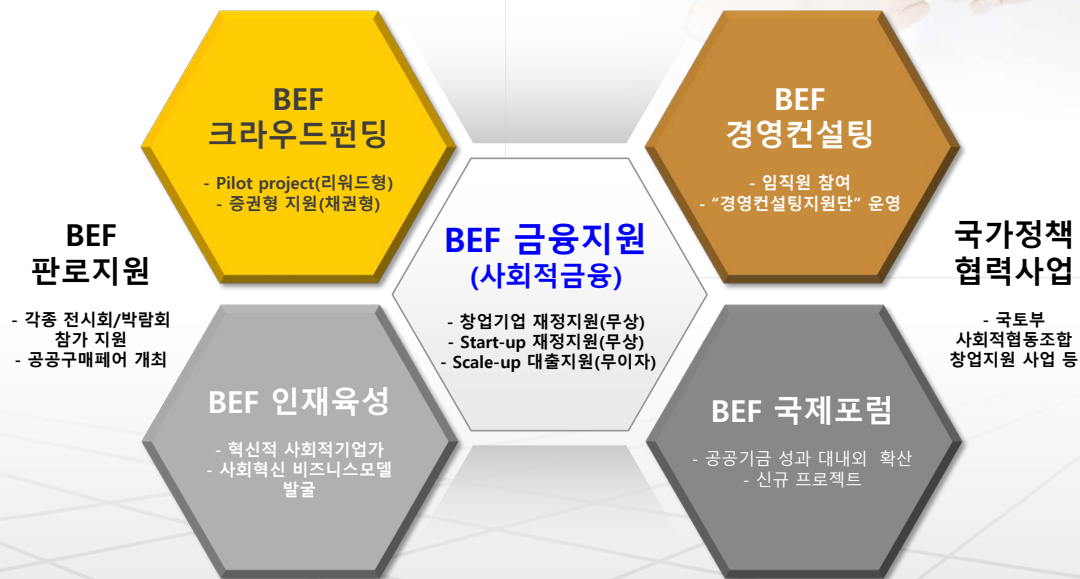 BEF
크라우드펀딩
- Pilot project(리워드형)
- 증권형 지원(채권형)
BEF
경영컨설팅
- 임직원 참여
- “경영컨설팅지원단” 운영
BEF
판로지원
- 각종 전시회/박람회
참가 지원
- 공공구매페어 개최
BEF 금융지원
(사회적금융)
- 창업기업 재정지원(무상)
- Start-up 재정지원(무상)
- Scale-up 대출지원(무이자)
국가정책
협력사업
- 국토부
사회적협동조합
창업지원 사업 등
BEF 인재육성
- 혁신적 사회적기업가
- 사회혁신 비즈니스모델
발굴
BEF 국제포럼
- 공공기금 성과 대내외 확산
- 신규 프로젝트